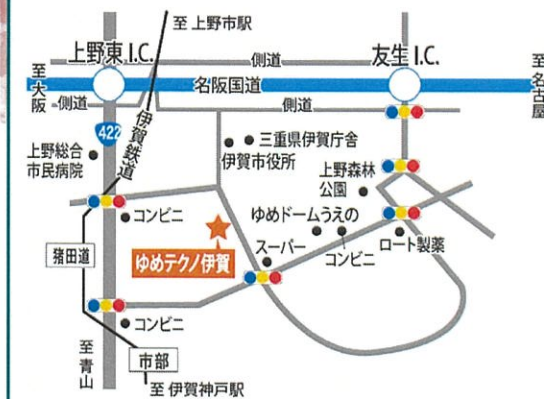 至 上野市駅
上野東 I.C.
側道
友生 I.C.
至大阪
名阪国道
至名古屋
側道
側道
422
伊賀鉄道
三重県伊賀庁舎
伊賀市役所
上野総合
市民病院
上野森林
公園
コンビニ
ゆめドームうえの
コンビニ
ロート製薬
猪田道
ゆめテクノ伊賀
スーパー
コンビニ
市部
至青山
至 伊賀神戸駅